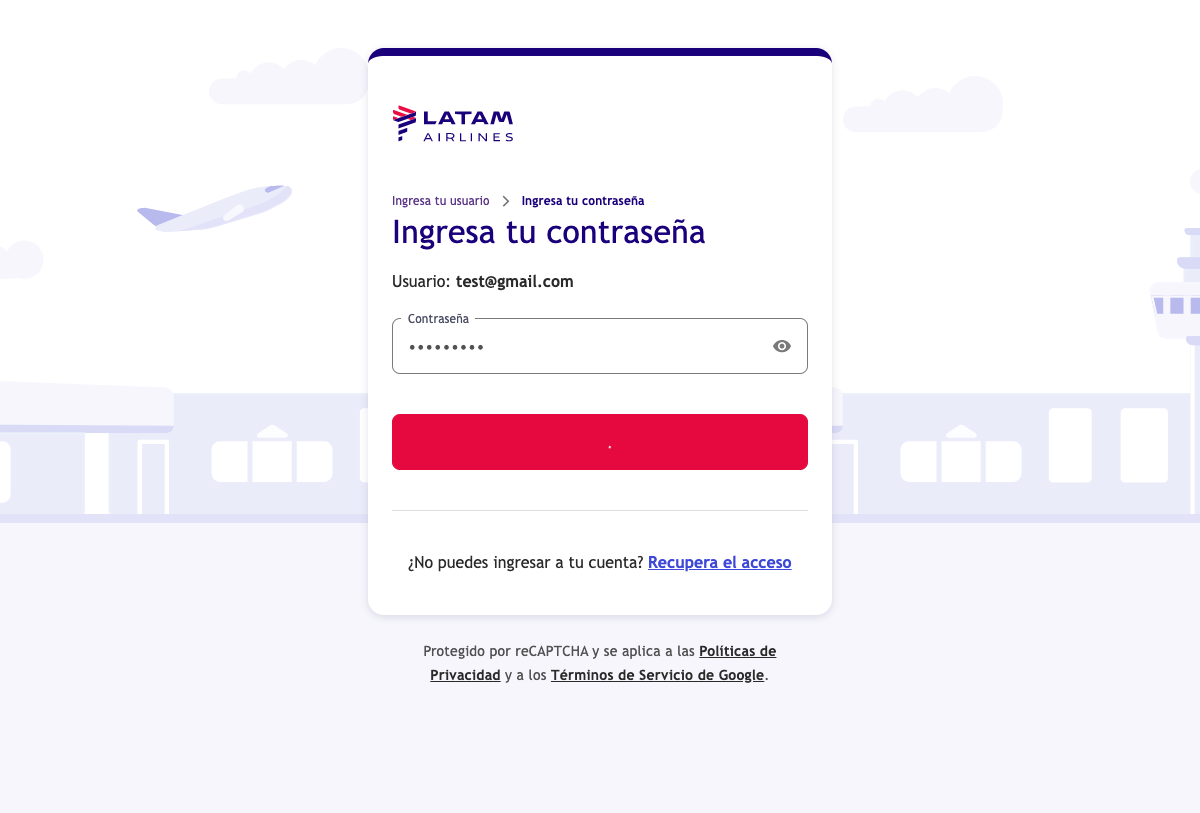 LATAM
AIRLINES
Ingresa tu usuario Ingresa tu contraseña
Ingresa tu contraseña
Usuario: test@gmail.com
Contraseña
•••••••••
¿No puedes ingresar a tu cuenta? Recupera el acceso
Protegido por reCAPTCHA y se aplica a las Políticas de
Privacidad y a los Términos de Servicio de Google.